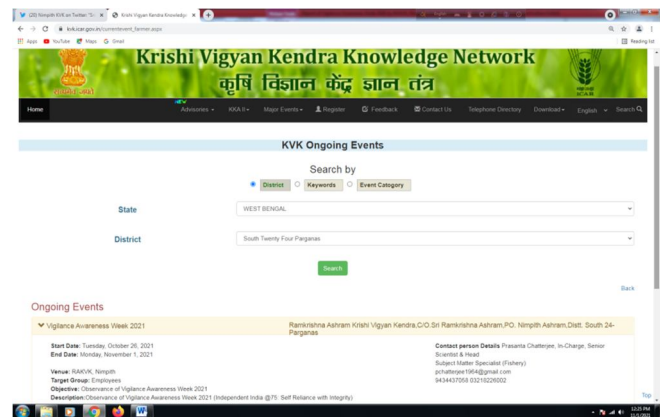 (20) Nimpith KVK on Twitter: "S
Krishi Vigyan Kendra Knowledge
kvk.icar.gov.in/currentevent_farmer.aspx
Apps YouTube Maps Gmail Reading list
Krishi Vigyan Kendra Knowledge Network
कृषि विज्ञान केंद्र ज्ञान तंत्र
Home Advisories KKA II Major Events Register Feedback Contact Us Telephone Directory Download English Search
KVK Ongoing Events
Search by
District Keywords Event Category
State WEST BENGAL
District South Twenty Four Parganas
Search
Back
Ongoing Events
Vigilance Awareness Week 2021
Ramkrishna Ashram Krishi Vigyan Kendra,C/O.Sri Ramkrishna Ashram,PO. Nimpith Ashram,Distt. South 24-
Parganas
Start Date: Tuesday, October 26, 2021
End Date: Monday, November 1, 2021
Venue: RAKVK, Nimpith
Target Group: Employees
Objective: Observance of Vigilance Awareness Week 2021
Description:Observance of Vigilance Awareness Week 2021 (Independent India @75: Self Reliance with Integrity)
Contact person Details Prasanta Chatterjee, In-Charge, Senior
Scientist & Head
Subject Matter Specialist (Fishery)
pchatterjee1964@gmail.com
9434437058 03218226002
Top
12:25 PM
11/1/2021